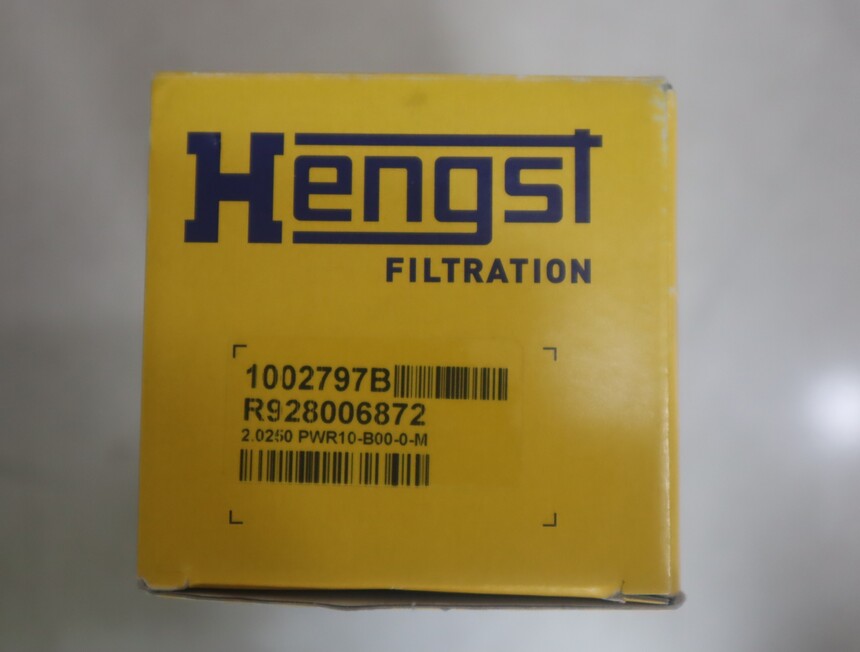 Hengst
FILTRATION
1002797B
R928006872
2.0250 PWR10-B00-0-M